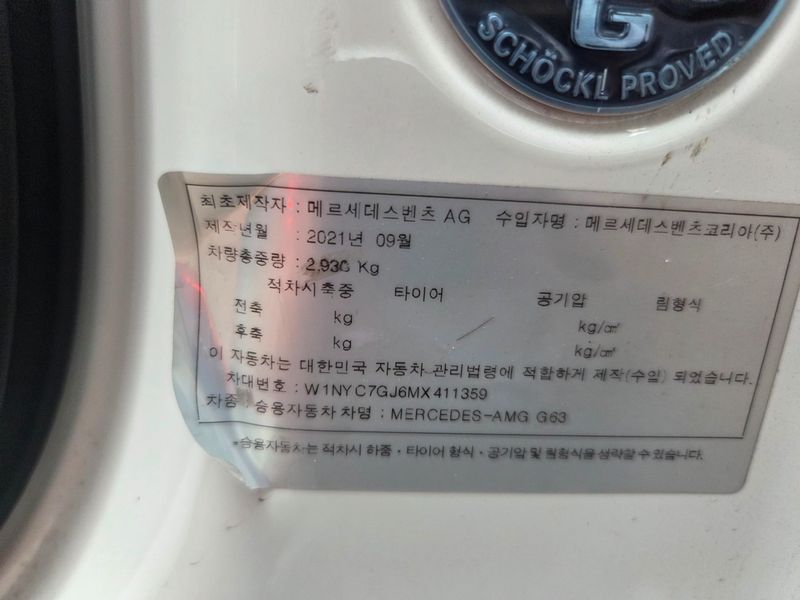 G
SCHÖCKL PROVED
최초제작자 : 메르세데스벤츠 AG 수입자명 : 메르세데스벤츠코리아(주)
제작년월 : 2021년 09월
차량총중량 : 2.930 Kg
적차시축중 타이어 공기압 림형식
전축 kg kg/㎠
후축 kg kg/㎠
이 자동차는 대한민국 자동차 관리법령에 적합하게 제작(수입) 되었습니다.
차대번호 : W1NYC7GJ6MX411359
차종 : 승용자동차 차명 : MERCEDES-AMG G63
*승용자동차는 적차시 하중·타이어 형식·공기압 및 림형식을 생략할 수 있습니다.